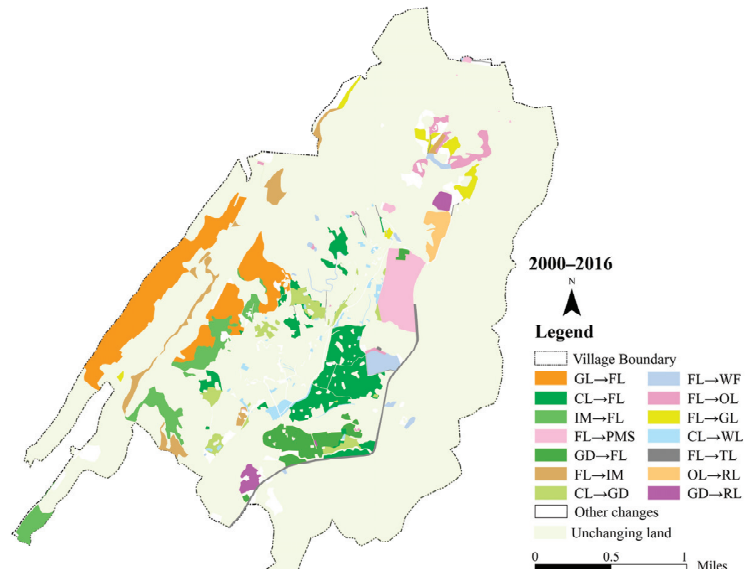 2000–2016
N
Legend
Village Boundary
GL→FL FL→WF
CL→FL FL→OL
IM→FL FL→GL
FL→PMS CL→WL
GD→FL FL→TL
FL→IM OL→RL
CL→GD GD→RL
Other changes
Unchanging land
0 0.5 1
Miles